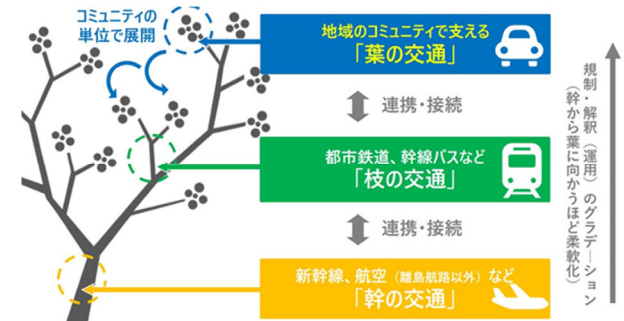 コミュニティの
単位で展開
地域のコミュニティで支える
「葉の交通」
連携・接続
都市鉄道、幹線バスなど
「枝の交通」
連携・接続
新幹線、航空（離島航路以外）など
「幹の交通」
規制・解釈（運用）のグラデーション
（幹から葉に向かうほど柔軟化）